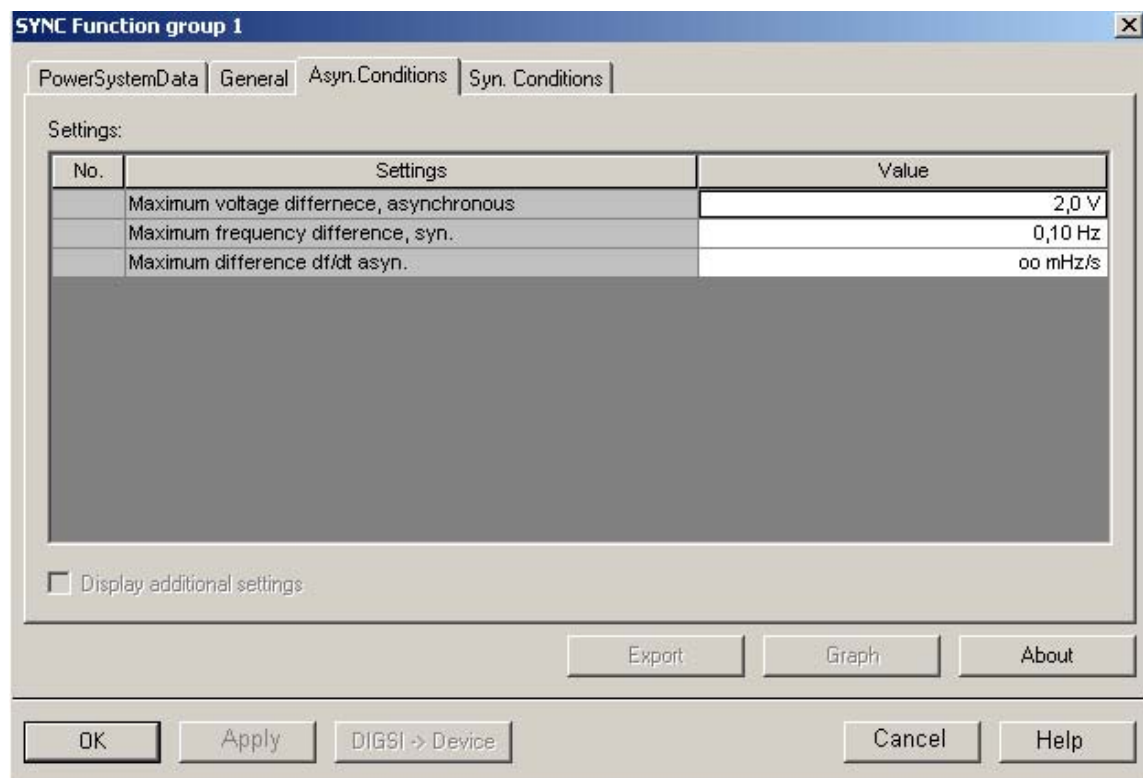 SYNC Function group 1
PowerSystemData General Asyn.Conditions Syn. Conditions
Settings:
No. Settings Value
Maximum voltage differnece, asynchronous 2,0 V
Maximum frequency difference, syn. 0,10 Hz
Maximum difference df/dt asyn. oo mHz/s
Display additional settings
Export Graph About
OK Apply DIGSI -> Device Cancel Help